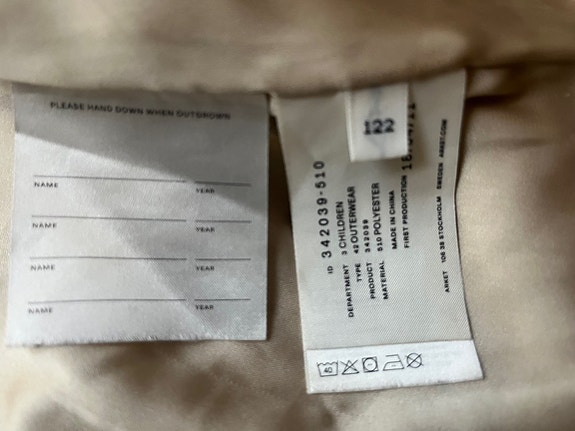 PLEASE HAND DOWN WHEN OUTGROWN
NAME YEAR
NAME YEAR
NAME YEAR
NAME YEAR
122
ID 342039-510
DEPARTMENT 3 CHILDREN
TYPE 42 OUTERWEAR
PRODUCT 342039
MATERIAL 510 POLYESTER
MADE IN CHINA
FIRST PRODUCTION
ARKET 106 38 STOCKHOLM SWEDEN ARKET.COM
40